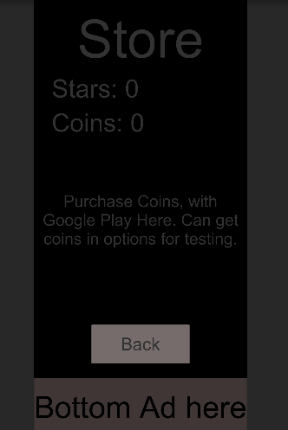 Store
Stars: 0
Coins: 0
Purchase Coins, with
Google Play Here. Can get
coins in options for testing.
Back
Bottom Ad here